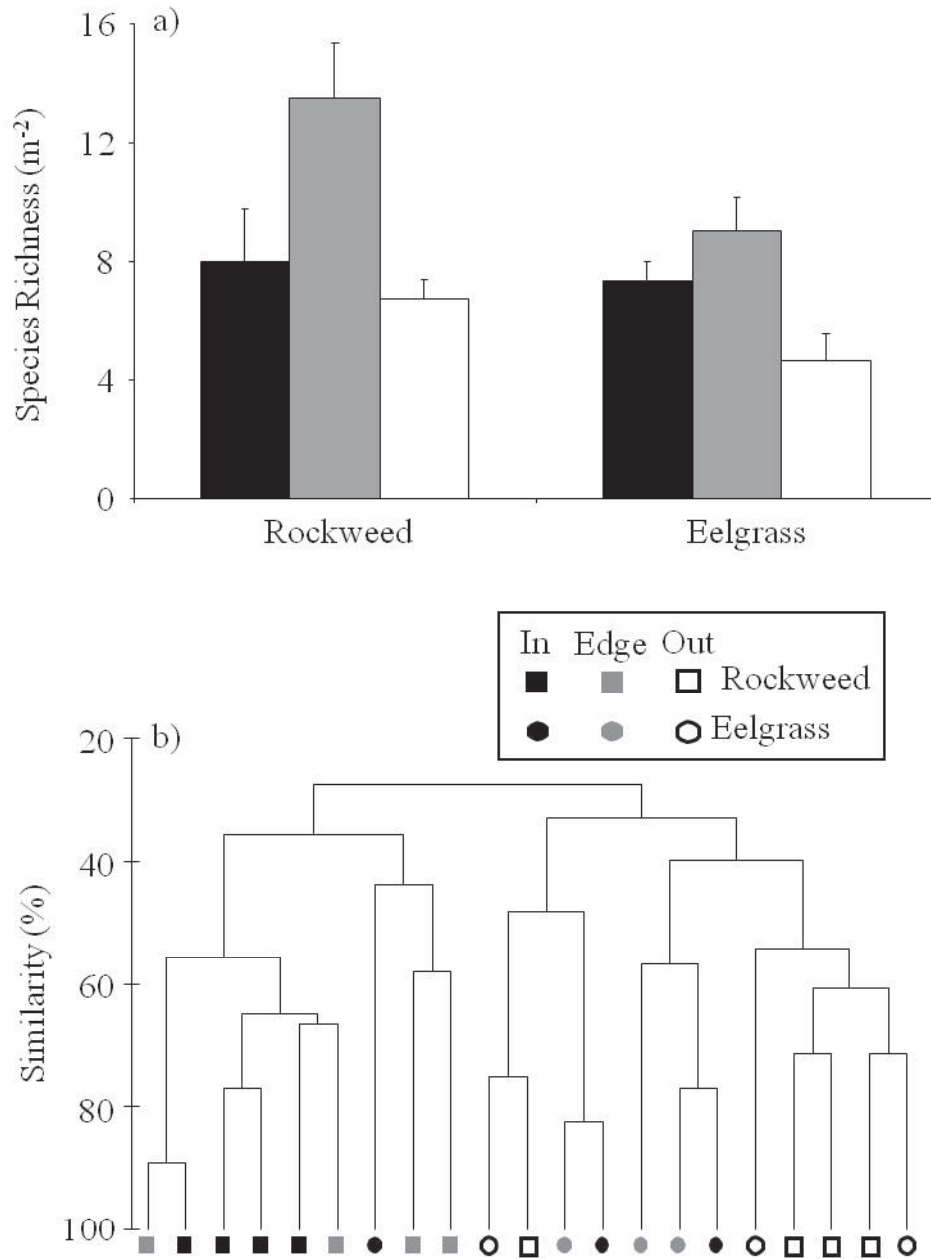 a)
Species Richness (m⁻²)
16
12
8
4
0
Rockweed Eelgrass
In Edge Out
Rockweed
Eelgrass
b)
Similarity (%)
20
40
60
80
100